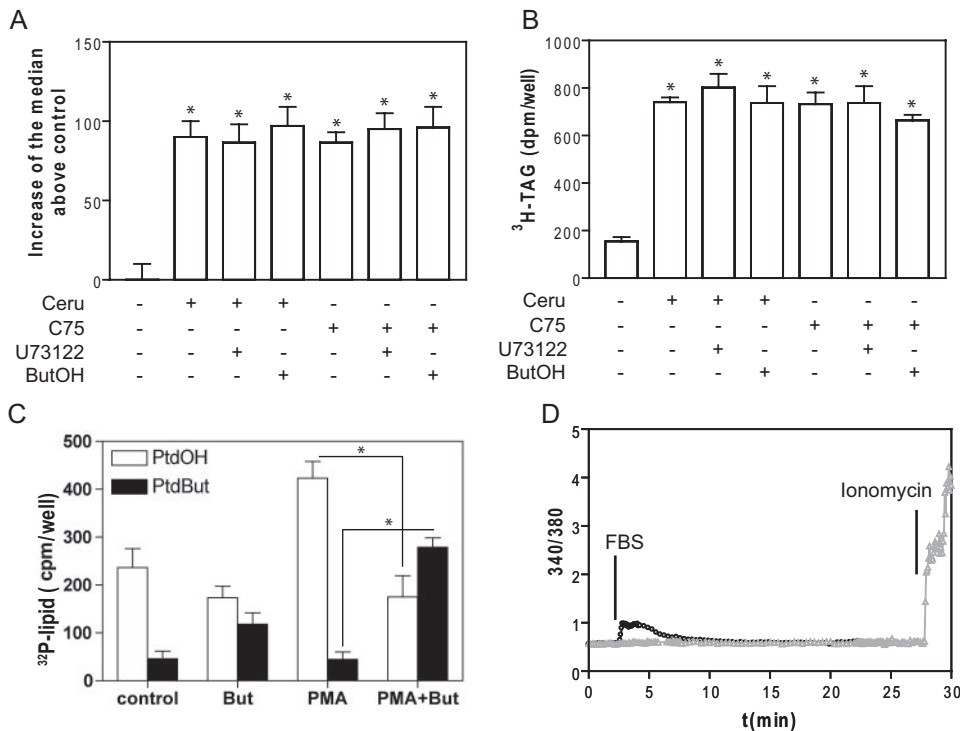 A
Increase of the median
above control
150
100
50
0
* * * * * *
Ceru - + + + - - -
C75 - - - - + + +
U73122 - - + - - + -
ButOH - - - + - - +
B
³H-TAG (dpm/well)
1000
800
600
400
200
0
* * * * * *
Ceru - + + + - - -
C75 - - - - + + +
U73122 - - + - - + -
ButOH - - - + - - +
C
³²P-lipid ( cpm/well)
500
400
300
200
100
0
PtdOH
PtdBut
*
*
control But PMA PMA+But
D
340/380
5
4
3
2
1
0
FBS
Ionomycin
0 5 10 15 20 25 30
t(min)